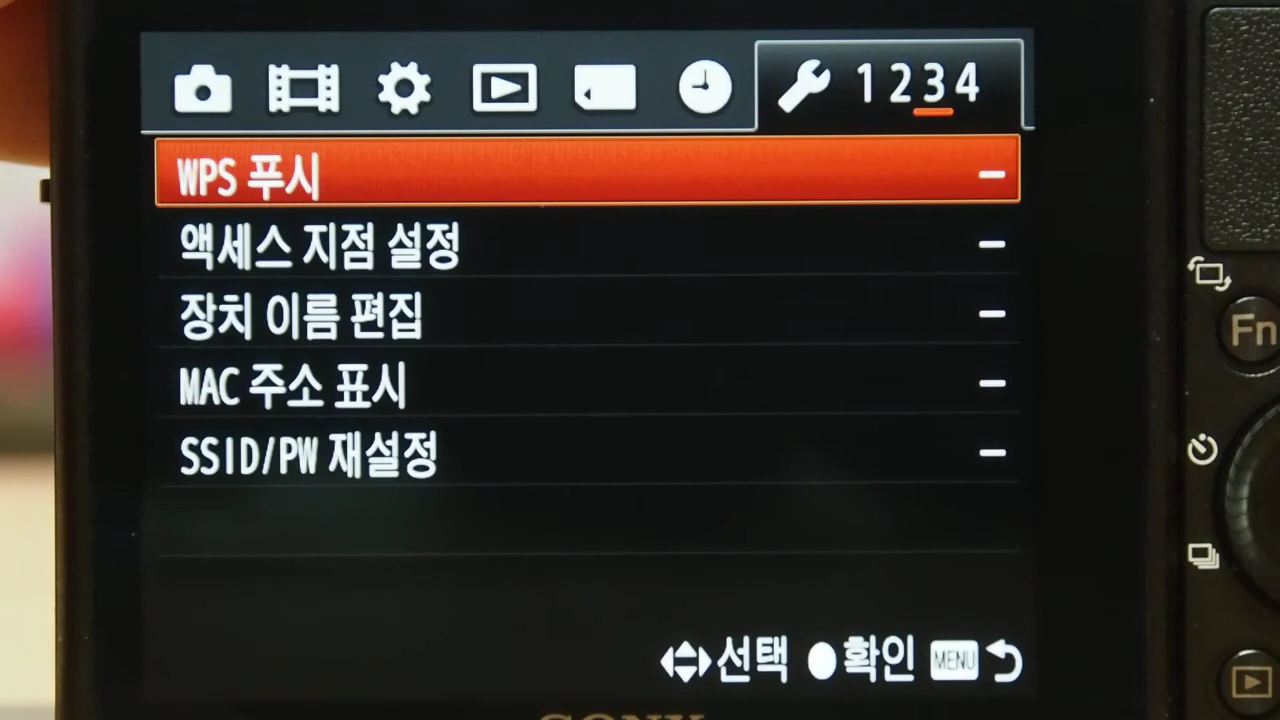 1234
WPS 푸시 –
액세스 지점 설정 –
장치 이름 편집 –
MAC 주소 표시 –
SSID/PW 재설정 –
선택 확인 MENU
Fn
SONY